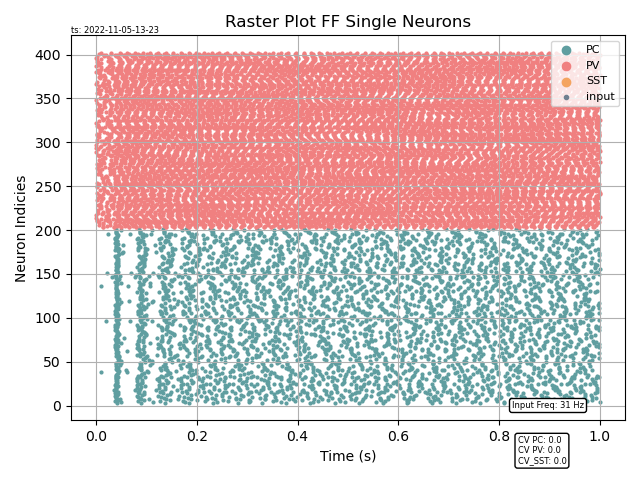 Raster Plot FF Single Neurons
ts: 2022-11-05-13-23
PC
PV
SST
input
400
350
300
250
200
150
100
50
0
Neuron Indicies
Input Freq: 31 Hz
0.0 0.2 0.4 0.6 0.8 1.0
Time (s)
CV PC: 0.0
CV PV: 0.0
CV_SST: 0.0